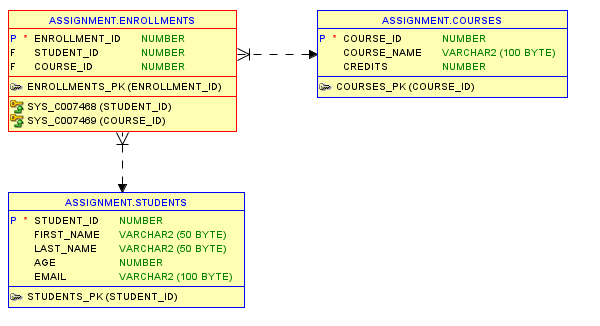 ASSIGNMENT.ENROLLMENTS
P * ENROLLMENT_ID NUMBER
F STUDENT_ID NUMBER
F COURSE_ID NUMBER
ENROLLMENTS_PK (ENROLLMENT_ID)
SYS_C007468 (STUDENT_ID)
SYS_C007469 (COURSE_ID)
ASSIGNMENT.COURSES
P * COURSE_ID NUMBER
COURSE_NAME VARCHAR2 (100 BYTE)
CREDITS NUMBER
COURSES_PK (COURSE_ID)
ASSIGNMENT.STUDENTS
P * STUDENT_ID NUMBER
FIRST_NAME VARCHAR2 (50 BYTE)
LAST_NAME VARCHAR2 (50 BYTE)
AGE NUMBER
EMAIL VARCHAR2 (100 BYTE)
STUDENTS_PK (STUDENT_ID)